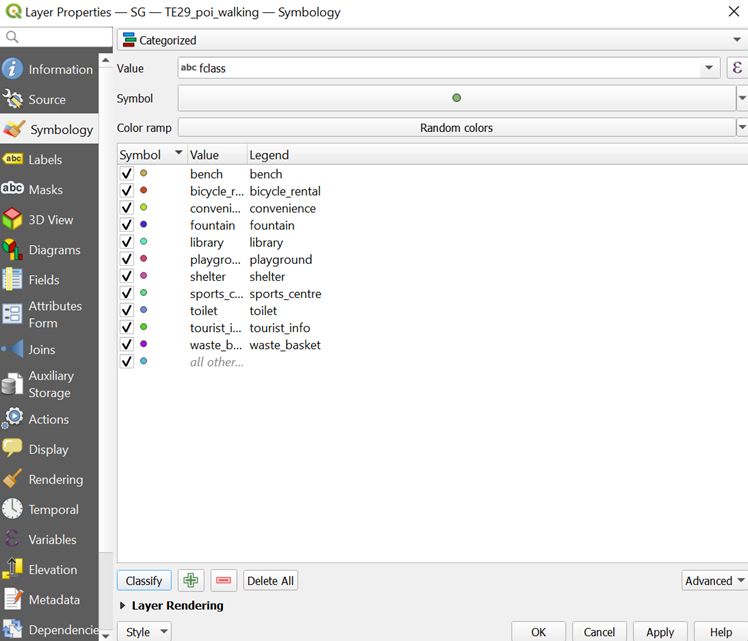 Layer Properties — SG — TE29_poi_walking — Symbology
Information
Source
Symbology
abc Labels
abc Masks
3D View
Diagrams
Fields
Attributes
Form
Joins
Auxiliary
Storage
Actions
Display
Rendering
Temporal
Variables
Elevation
Metadata
Dependencie
Categorized
Value abc fclass ε
Symbol
Color ramp Random colors
Symbol Value Legend
bench bench
bicycle_r... bicycle_rental
conveni... convenience
fountain fountain
library library
playgro... playground
shelter shelter
sports_c... sports_centre
toilet toilet
tourist_i... tourist_info
waste_b... waste_basket
all other...
Classify Delete All Advanced
Layer Rendering
Style OK Cancel Apply Help